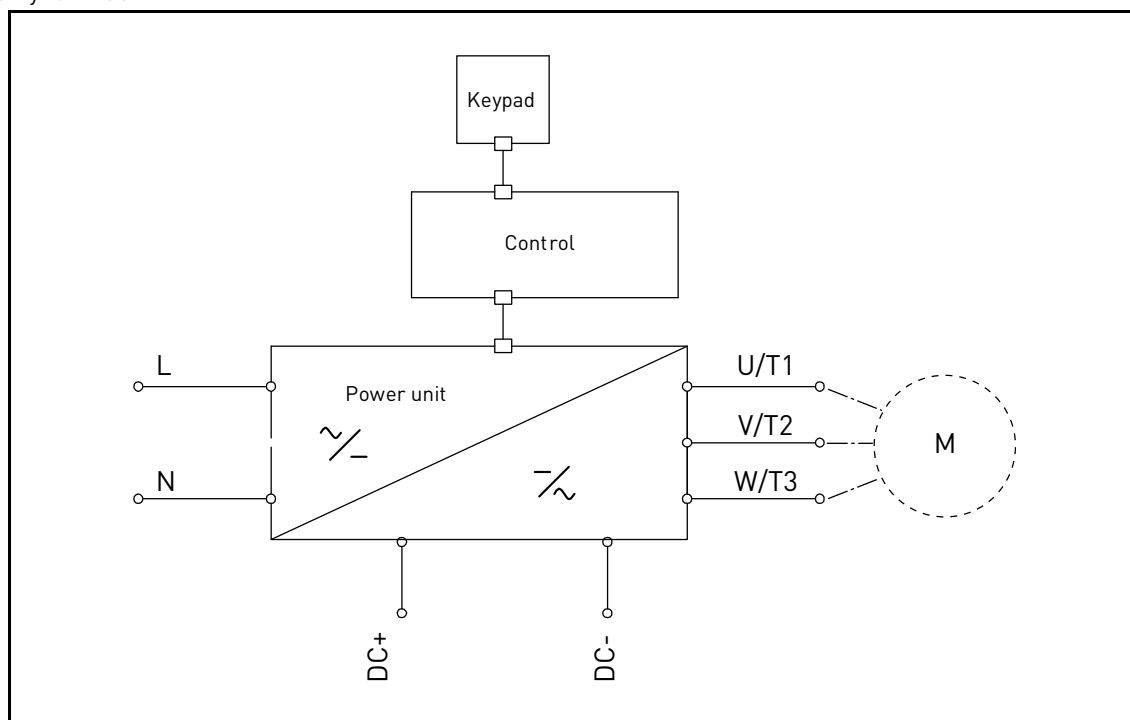 Keypad
Control
L
Power unit
U/T1
V/T2
M
N
W/T3
DC+
DC-